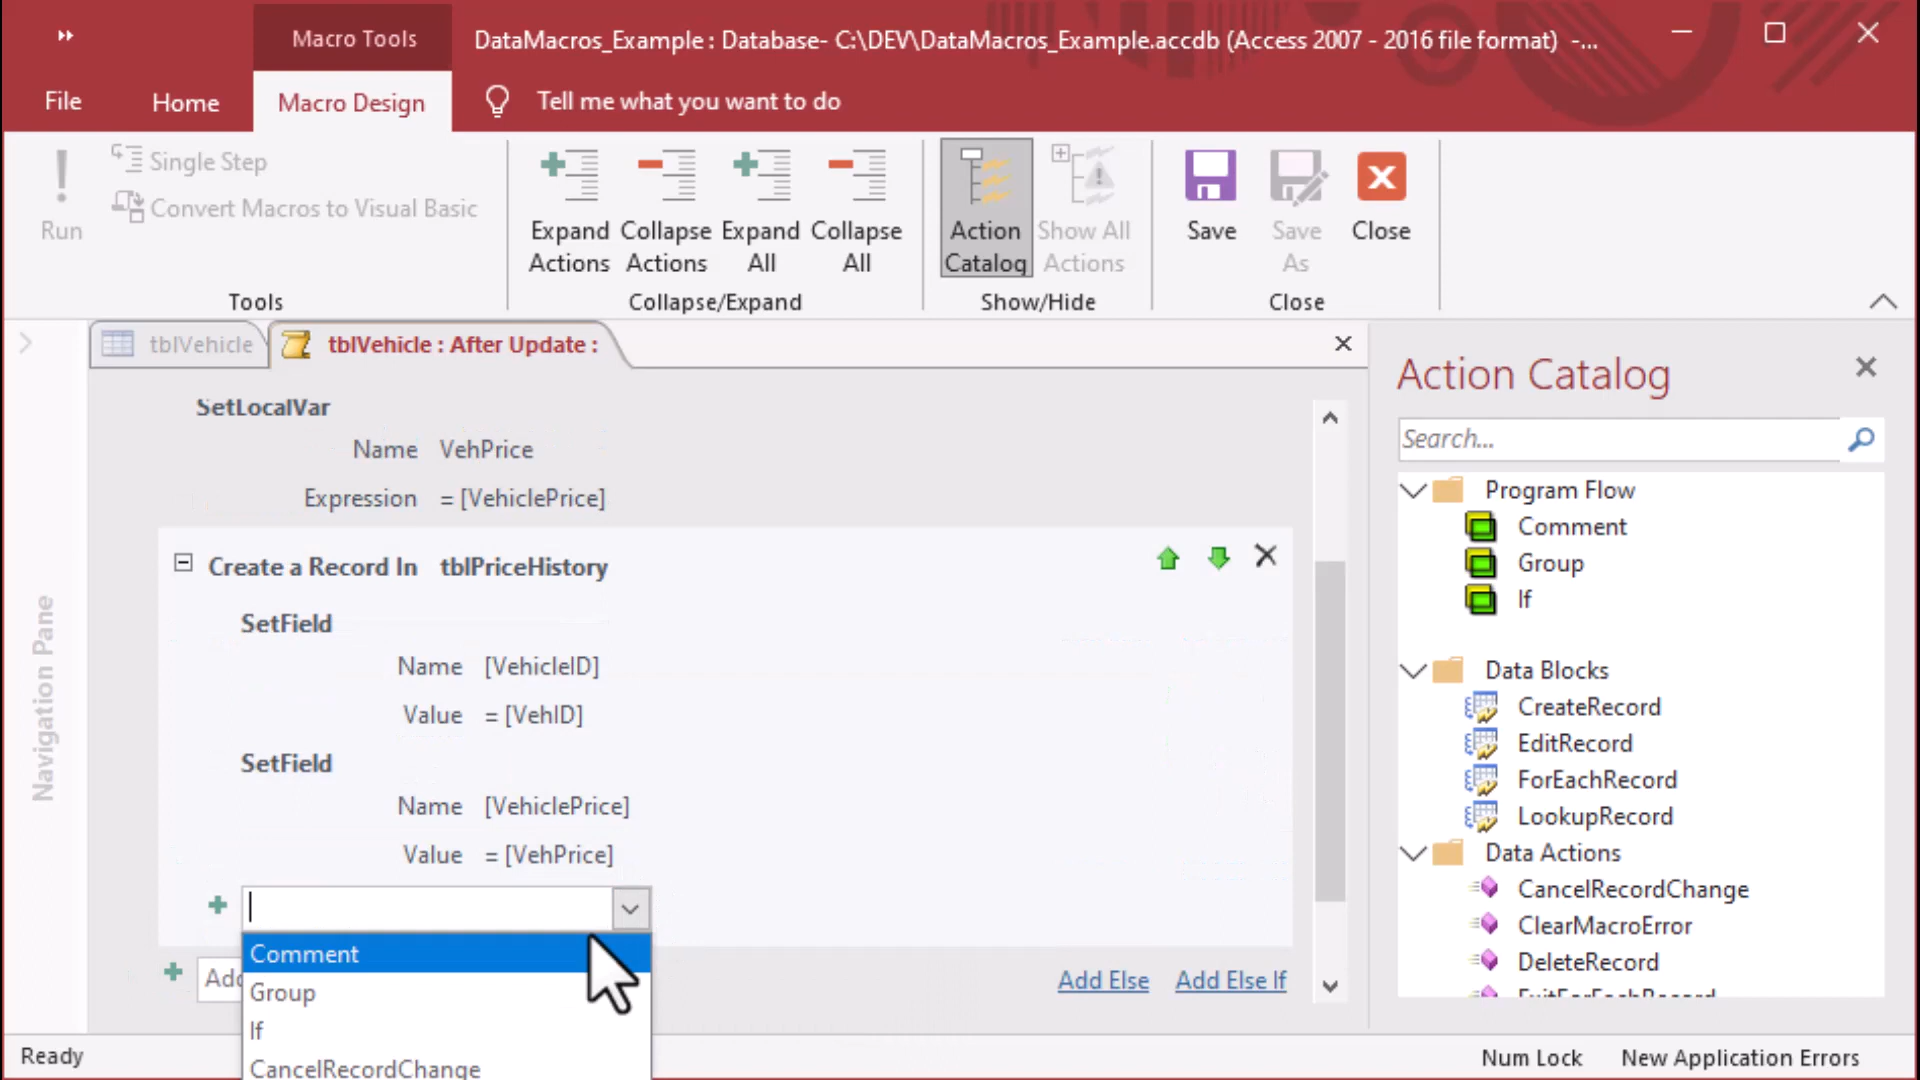 Macro Tools
DataMacros_Example : Database- C:\DEV\DataMacros_Example.accdb (Access 2007 - 2016 file format) -...
File
Home
Macro Design
Tell me what you want to do
Run
Single Step
Convert Macros to Visual Basic
Tools
Expand Actions
Collapse Actions
Expand All
Collapse All
Collapse/Expand
Action Catalog
Show All Actions
Show/Hide
Save
Save As
Close
Close
tblVehicle
tblVehicle : After Update :
Navigation Pane
SetLocalVar
Name VehPrice
Expression = [VehiclePrice]
Create a Record In tblPriceHistory
SetField
Name [VehicleID]
Value = [VehID]
SetField
Name [VehiclePrice]
Value = [VehPrice]
Comment
Group
If
CancelRecordChange
Add Else Add Else If
Action Catalog
Search...
Program Flow
Comment
Group
If
Data Blocks
CreateRecord
EditRecord
ForEachRecord
LookupRecord
Data Actions
CancelRecordChange
ClearMacroError
DeleteRecord
ExitForEachRecord
Ready
Num Lock
New Application Errors